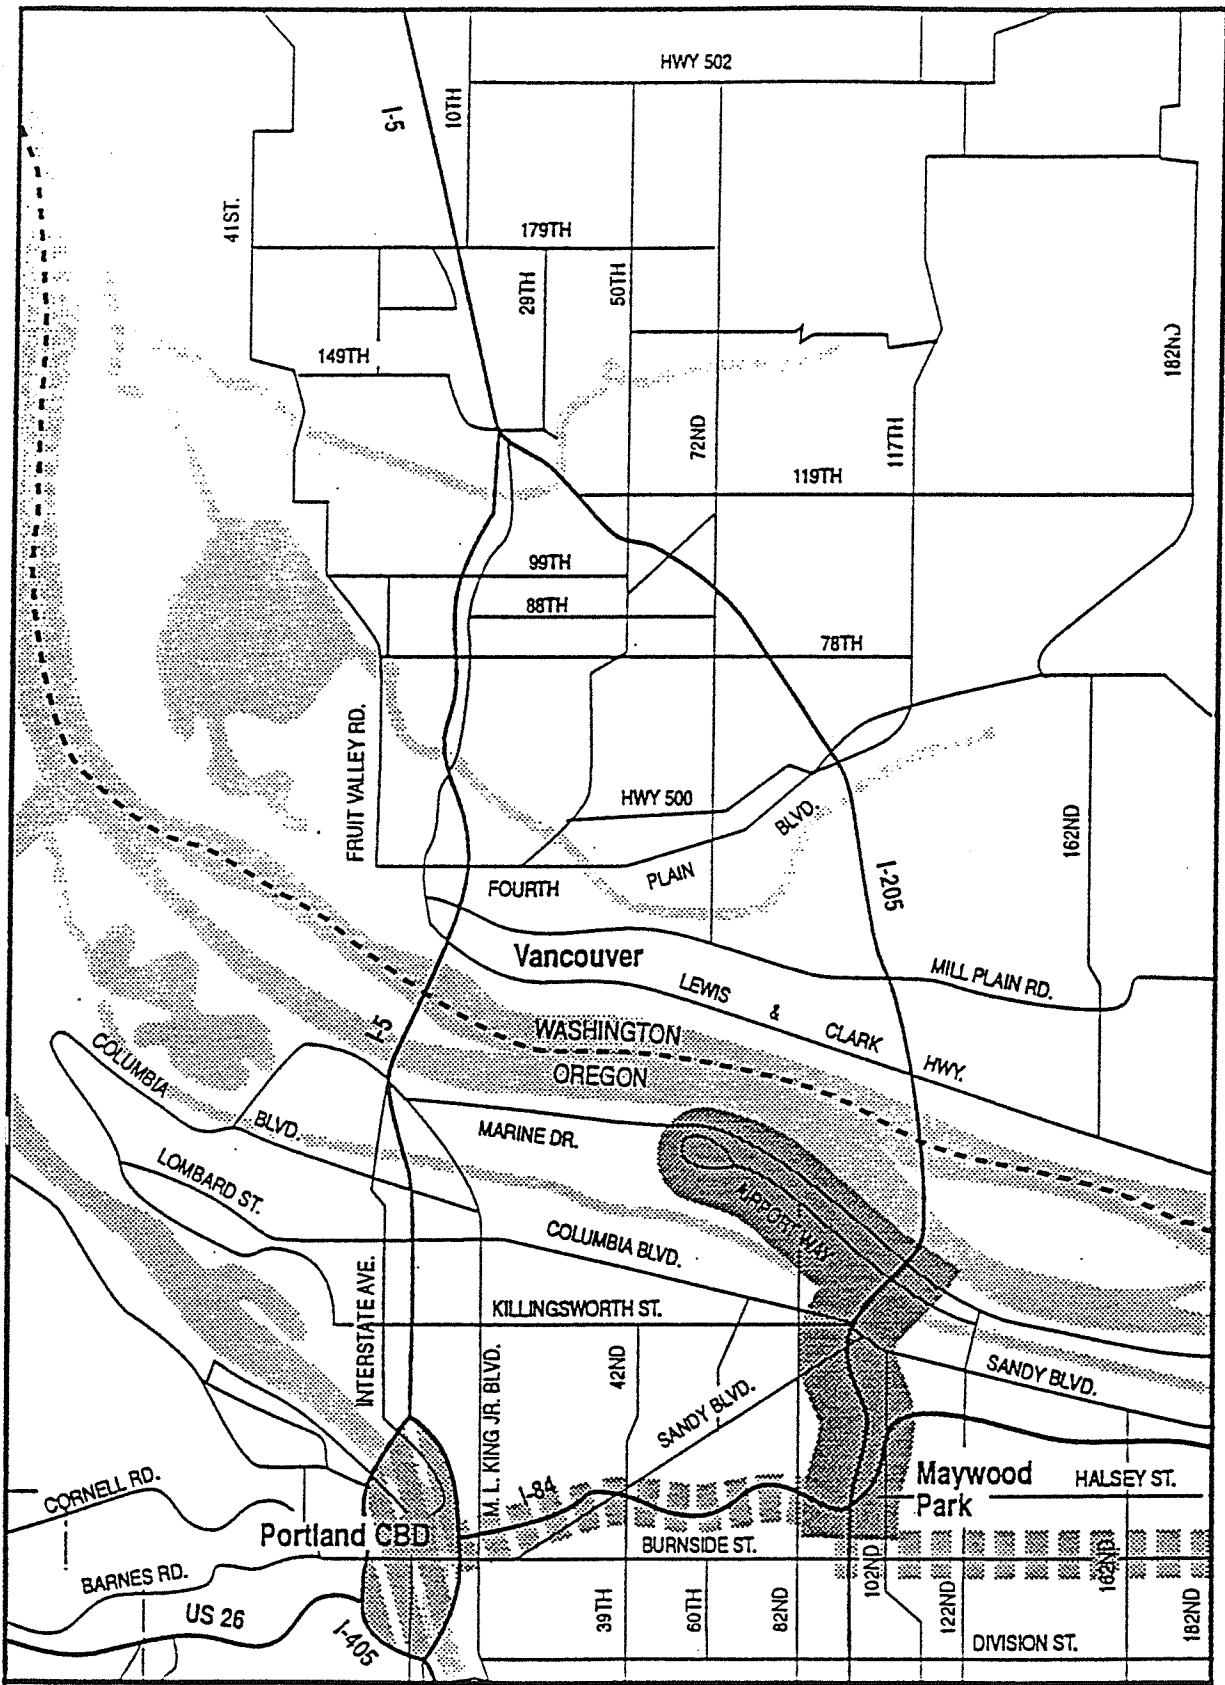 HWY 502
I-5
10TH
41ST.
179TH
29TH
50TH
149TH
182ND
72ND
117TH
119TH
99TH
88TH
78TH
FRUIT VALLEY RD.
HWY 500
BLVD.
162ND
PLAIN
FOURTH
I-205
Vancouver
MILL PLAIN RD.
LEWIS & CLARK HWY.
I-5
WASHINGTON
OREGON
COLUMBIA BLVD.
MARINE DR.
LOMBARD ST.
AIRPORT WAY
COLUMBIA BLVD.
INTERSTATE AVE.
KILLINGSWORTH ST.
M. L. KING JR. BLVD.
42ND
SANDY BLVD.
SANDY BLVD.
CORNELL RD.
I-84
Maywood
Park
HALSEY ST.
Portland CBD
BURNSIDE ST.
BARNES RD.
US 26
I-405
39TH
60TH
82ND
102ND
122ND
162ND
182ND
DIVISION ST.